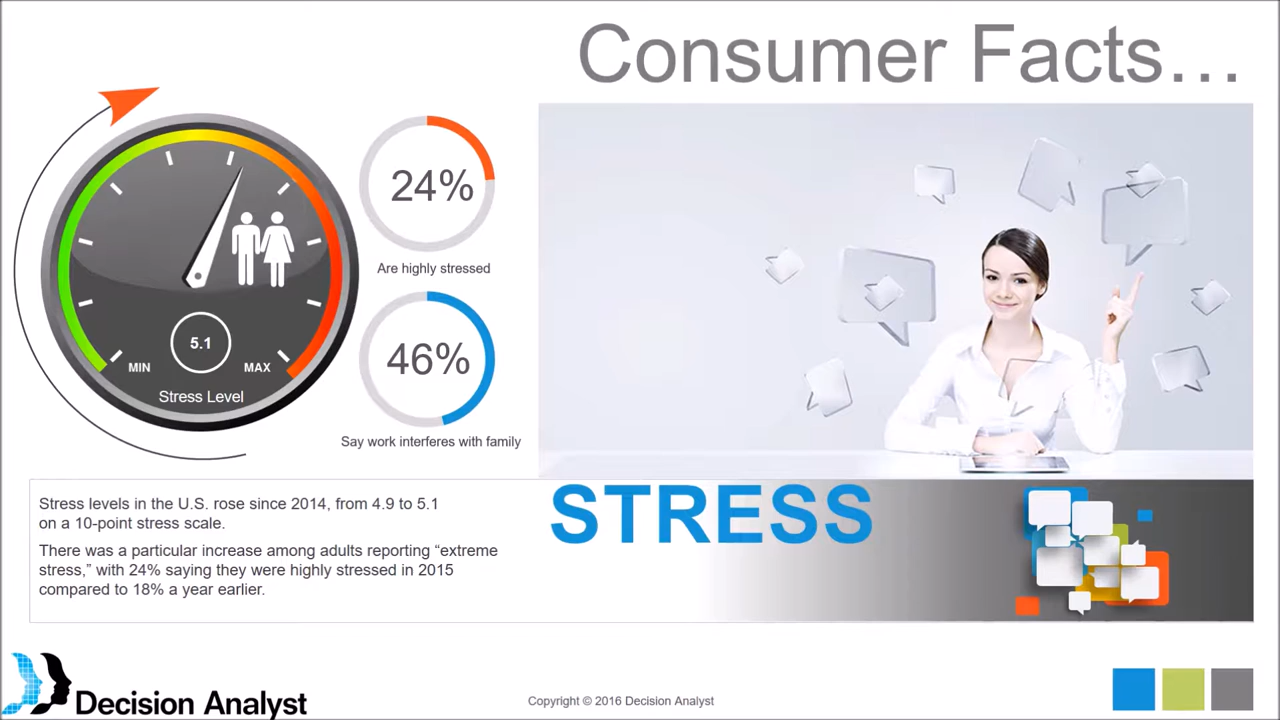 Consumer Facts…
24%
Are highly stressed
46%
Say work interferes with family
5.1
MIN
MAX
Stress Level
Stress levels in the U.S. rose since 2014, from 4.9 to 5.1
on a 10-point stress scale.
There was a particular increase among adults reporting “extreme
stress,” with 24% saying they were highly stressed in 2015
compared to 18% a year earlier.
STRESS
Decision Analyst
Copyright © 2016 Decision Analyst